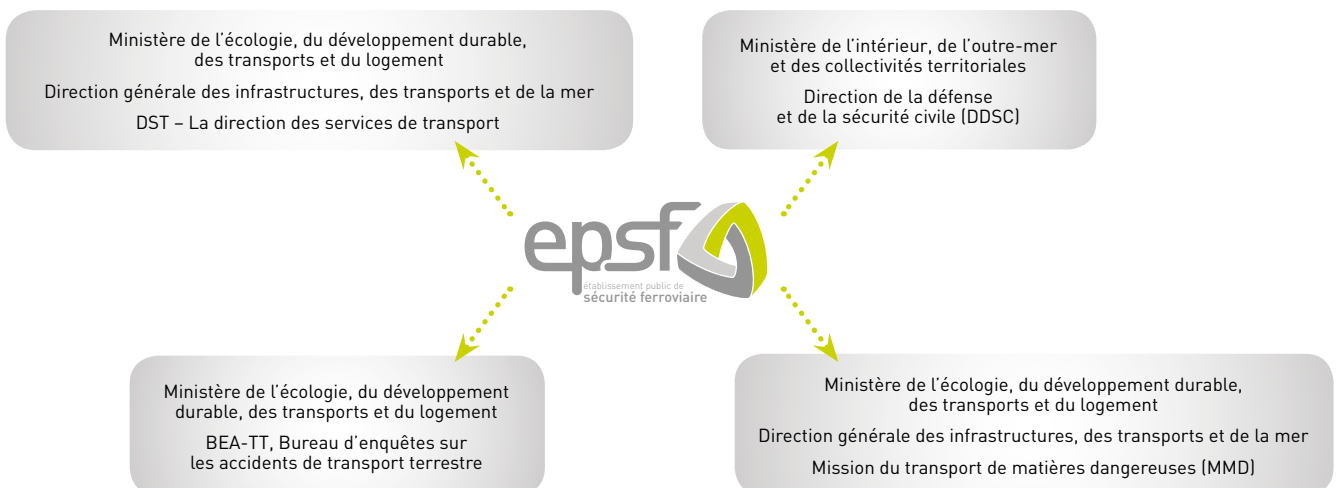 Ministère de l'écologie, du développement durable,
des transports et du logement
Direction générale des infrastructures, des transports et de la mer
DST – La direction des services de transport
Ministère de l'intérieur, de l'outre-mer
et des collectivités territoriales
Direction de la défense
et de la sécurité civile (DDSC)
epsf
établissement public de
sécurité ferroviaire
Ministère de l'écologie, du développement
durable, des transports et du logement
BEA-TT, Bureau d'enquêtes sur
les accidents de transport terrestre
Ministère de l'écologie, du développement durable,
des transports et du logement
Direction générale des infrastructures, des transports et de la mer
Mission du transport de matières dangereuses (MMD)